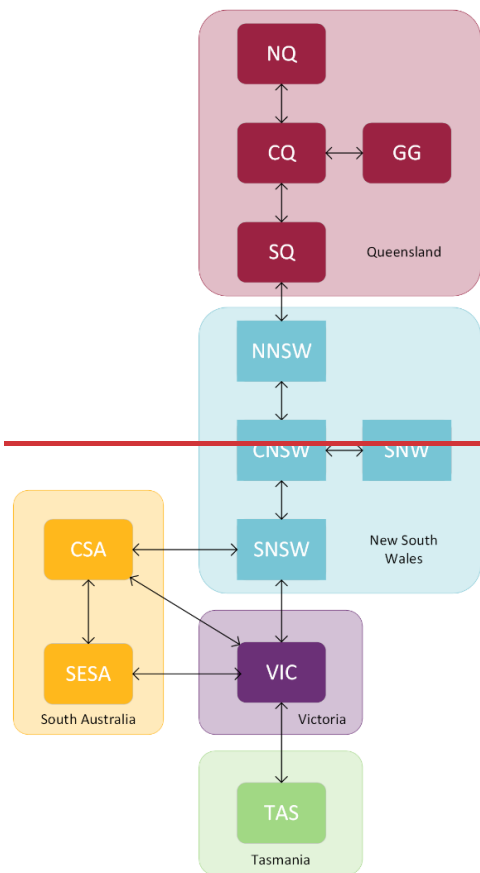 NQ
CQ
GG
SQ
Queensland
NNSW
CNSW
SNW
SNSW
New South
Wales
CSA
SESA
South Australia
VIC
Victoria
TAS
Tasmania